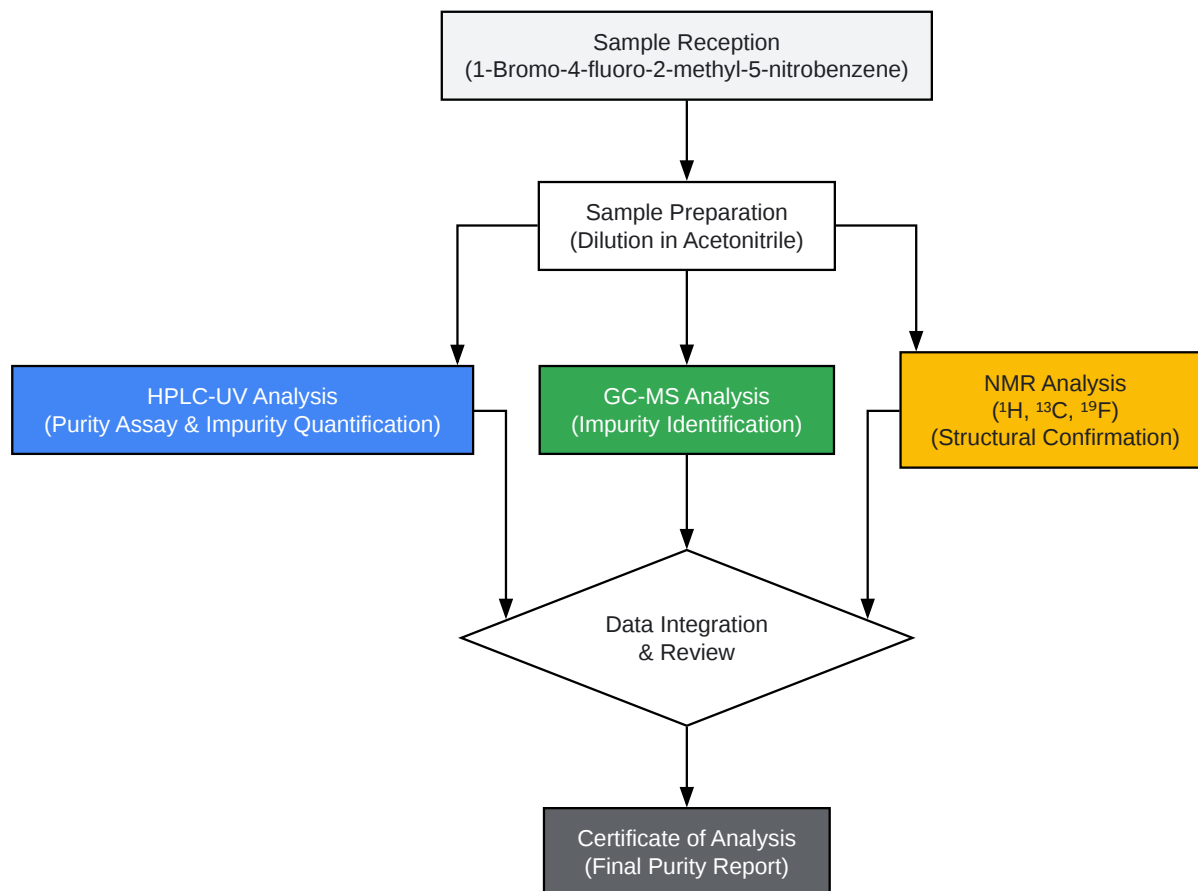 Sample Reception
(1-Bromo-4-fluoro-2-methyl-5-nitrobenzene)
Sample Preparation
(Dilution in Acetonitrile)
HPLC-UV Analysis
(Purity Assay & Impurity Quantification)
GC-MS Analysis
(Impurity Identification)
NMR Analysis
(¹H, ¹³C, ¹⁹F)
(Structural Confirmation)
Data Integration
& Review
Certificate of Analysis
(Final Purity Report)